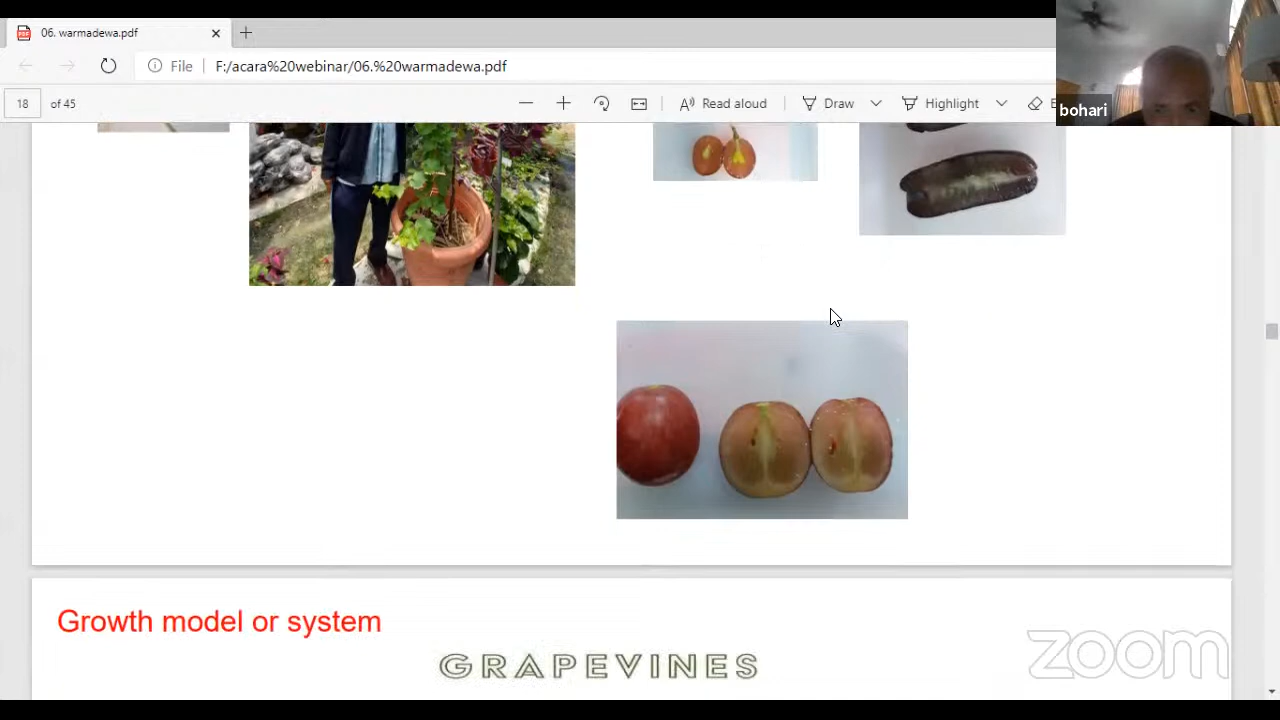 06. warmadewa.pdf
File F:/acara%20webinar/06.%20warmadewa.pdf
18 of 45 Read aloud Draw Highlight
bohari
Growth model or system
GRAPEVINES
zoom